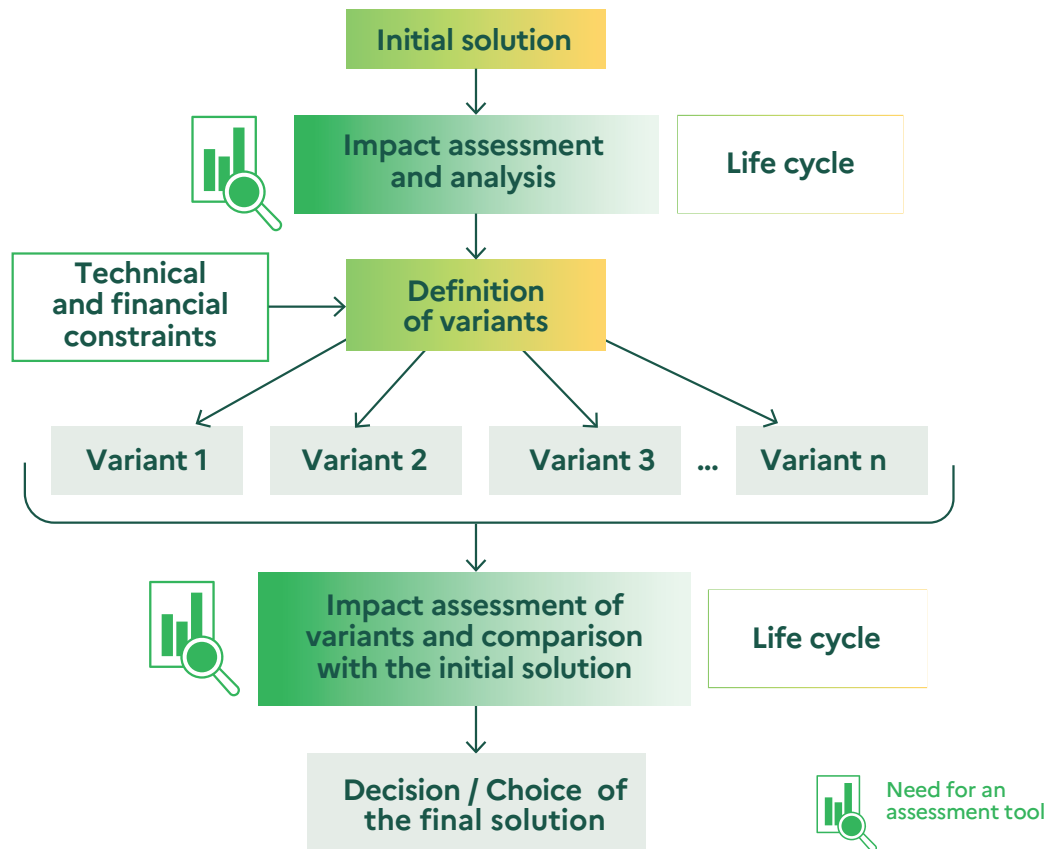 Initial solution
Impact assessment
and analysis
Life cycle
Technical
and financial
constraints
Definition
of variants
Variant 1
Variant 2
Variant 3
...
Variant n
Impact assessment of
variants and comparison
with the initial solution
Life cycle
Decision / Choice of
the final solution
Need for an
assessment tool